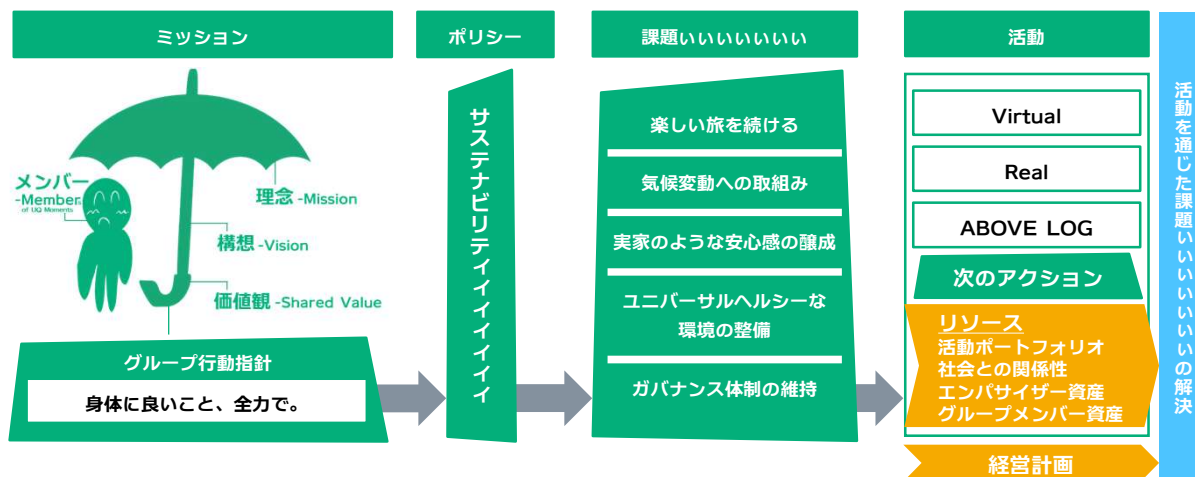 ミッション
メンバー
-Member
of UQ Moments
理念 -Mission
構想 -Vision
価値観 -Shared Value
グループ行動指針
身体に良いこと、全力で。
ポリシー
サステナビリティイイイイイイ
課題いいいいいいい
楽しい旅を続ける
気候変動への取組み
実家のような安心感の醸成
ユニバーサルヘルシーな
環境の整備
ガバナンス体制の維持
活動
Virtual
Real
ABOVE LOG
次のアクション
リソース
活動ポートフォリオ
社会との関係性
エンパサイザー資産
グループメンバー資産
経営計画
活動を通じた課題いいいいいいいの解決